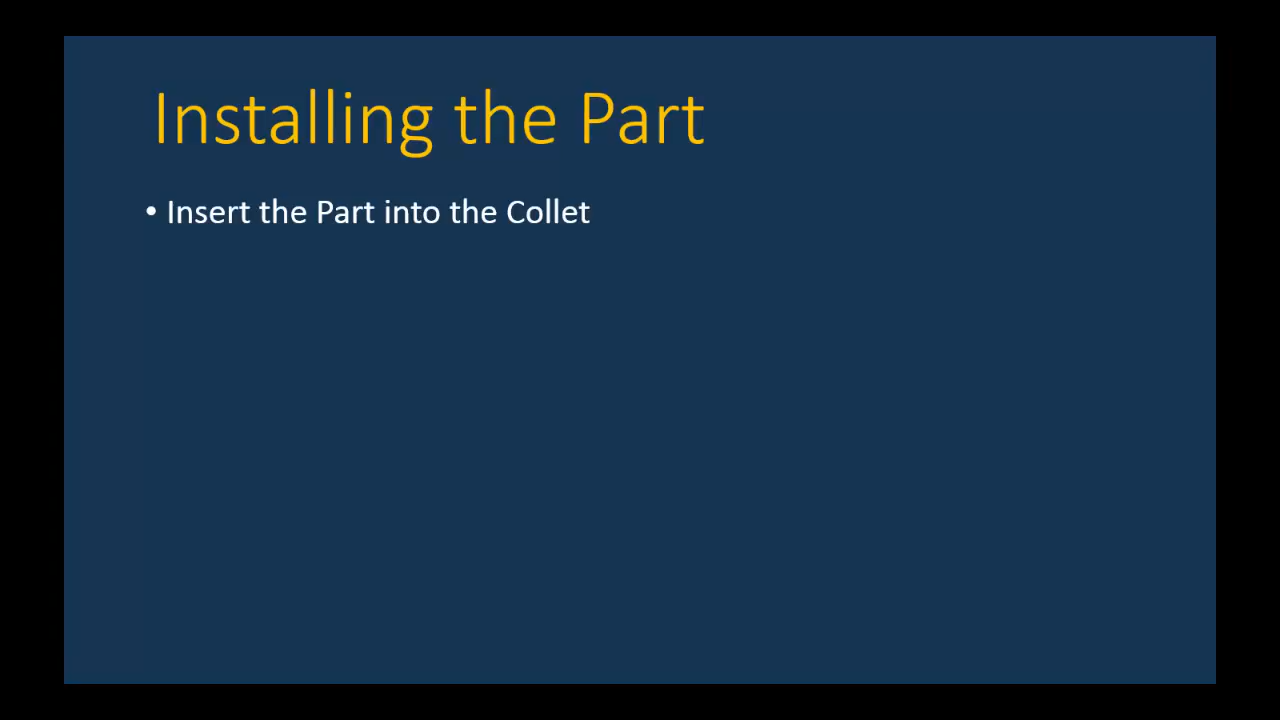 Installing the Part
• Insert the Part into the Collet